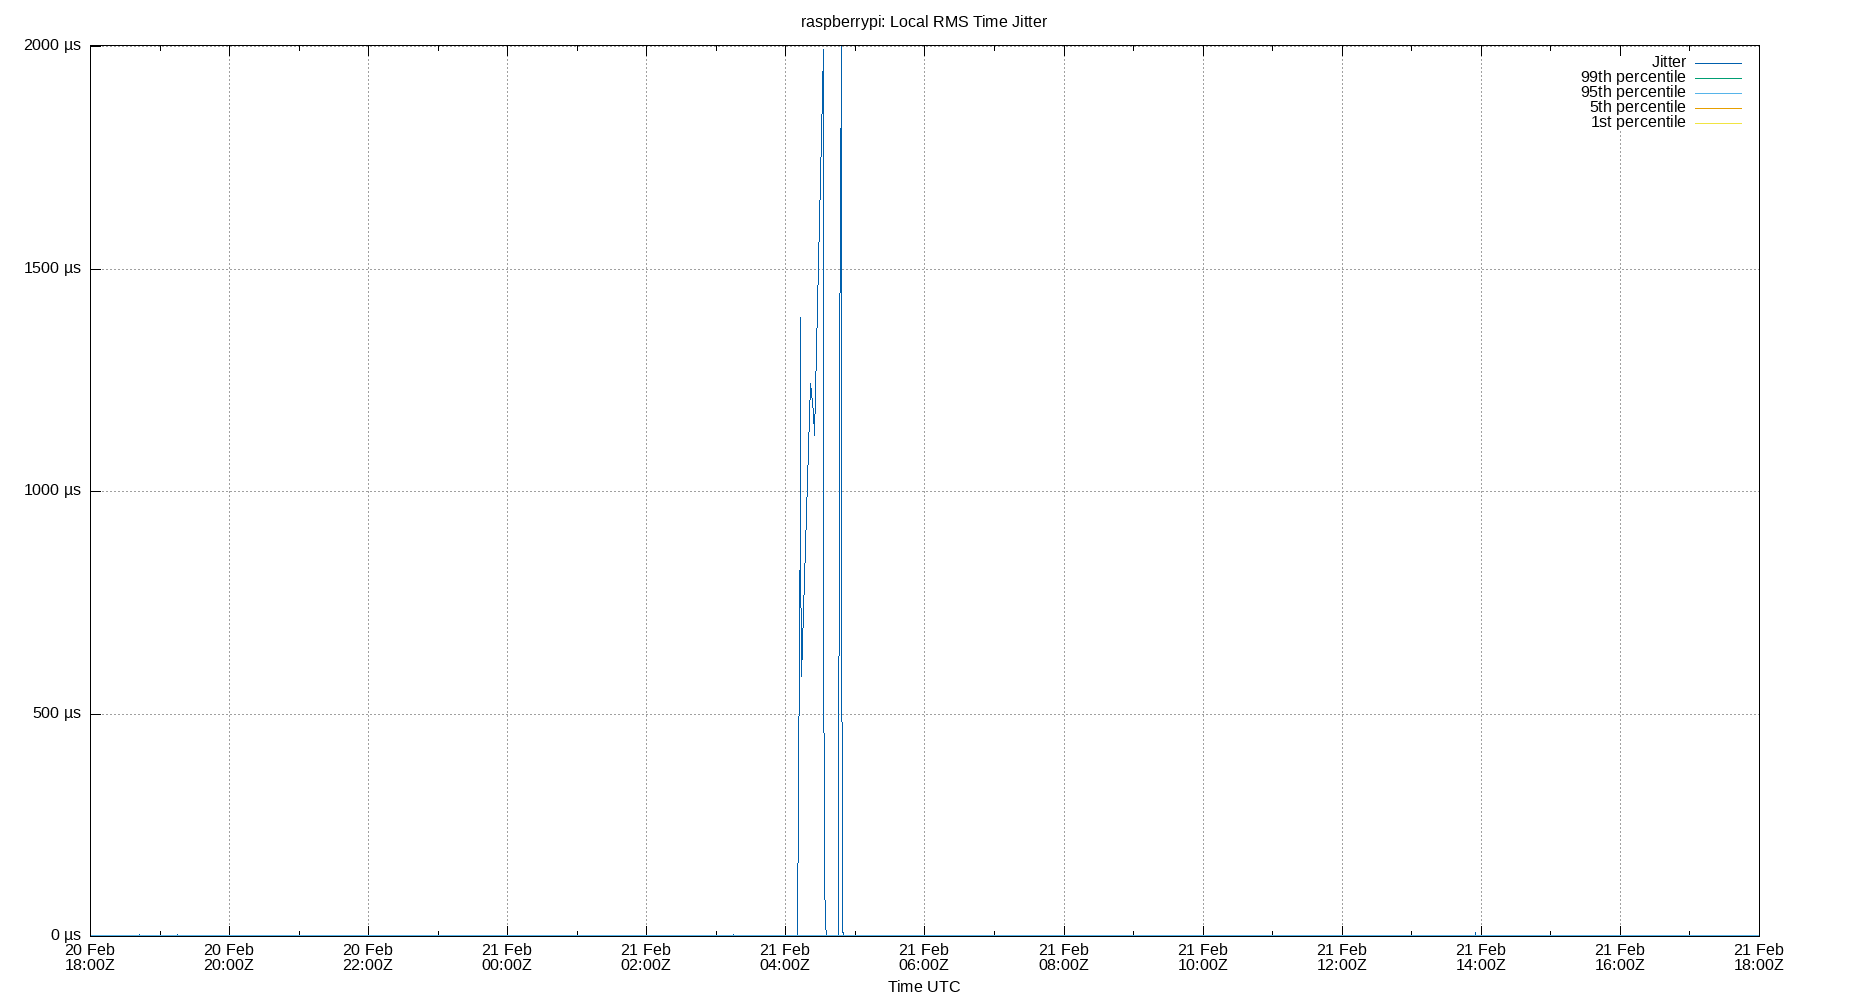 raspberrypi: Local RMS Time Jitter
2000 µs
1500 µs
1000 µs
500 µs
0 µs
Jitter
99th percentile
95th percentile
5th percentile
1st percentile
20 Feb 20 Feb 20 Feb 21 Feb 21 Feb 21 Feb 21 Feb 21 Feb 21 Feb 21 Feb 21 Feb 21 Feb 21 Feb
18:00Z 20:00Z 22:00Z 00:00Z 02:00Z 04:00Z 06:00Z 08:00Z 10:00Z 12:00Z 14:00Z 16:00Z 18:00Z
Time UTC